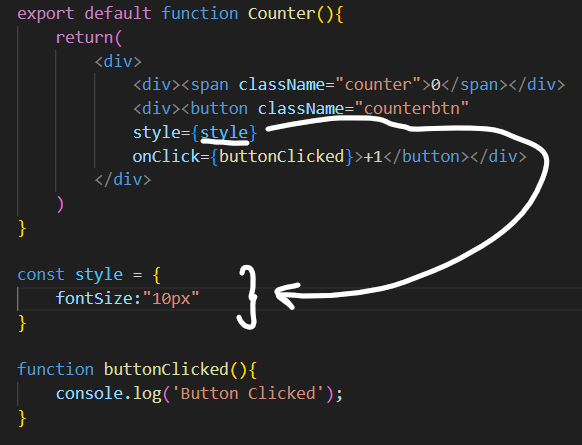 export default function Counter(){
return(
<div>
<div><span className="counter">0</span></div>
<div><button className="counterbtn"
style={style}
onClick={buttonClicked}>+1</button></div>
</div>
)
}
const style = {
fontSize:"10px"
}
function buttonClicked(){
console.log('Button Clicked');
}